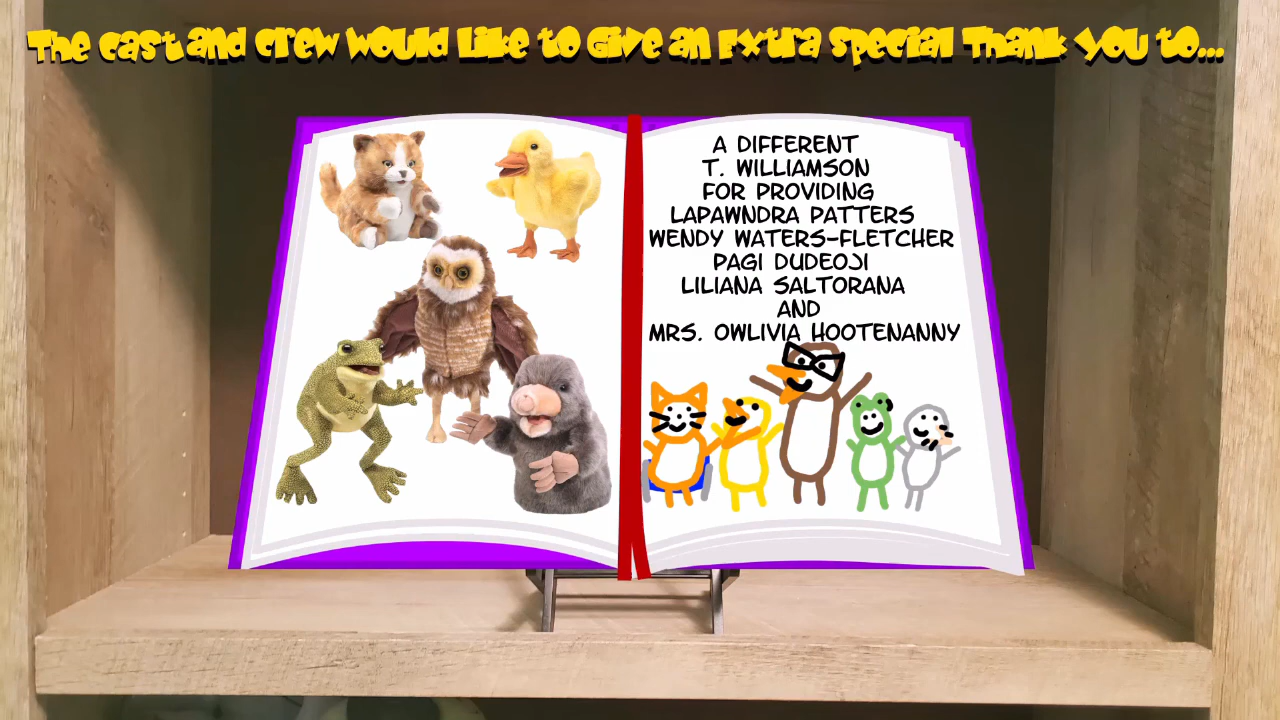 The cast and crew would like to Give an Extra special Thank you to...
A DIFFERENT
T. WILLIAMSON
FOR PROVIDING
LAPAWNDRA PATTERS
WENDY WATERS-FLETCHER
PAGI DUDEOJI
LILIANA SALTORANA
AND
MRS. OWLIVIA HOOTENANNY